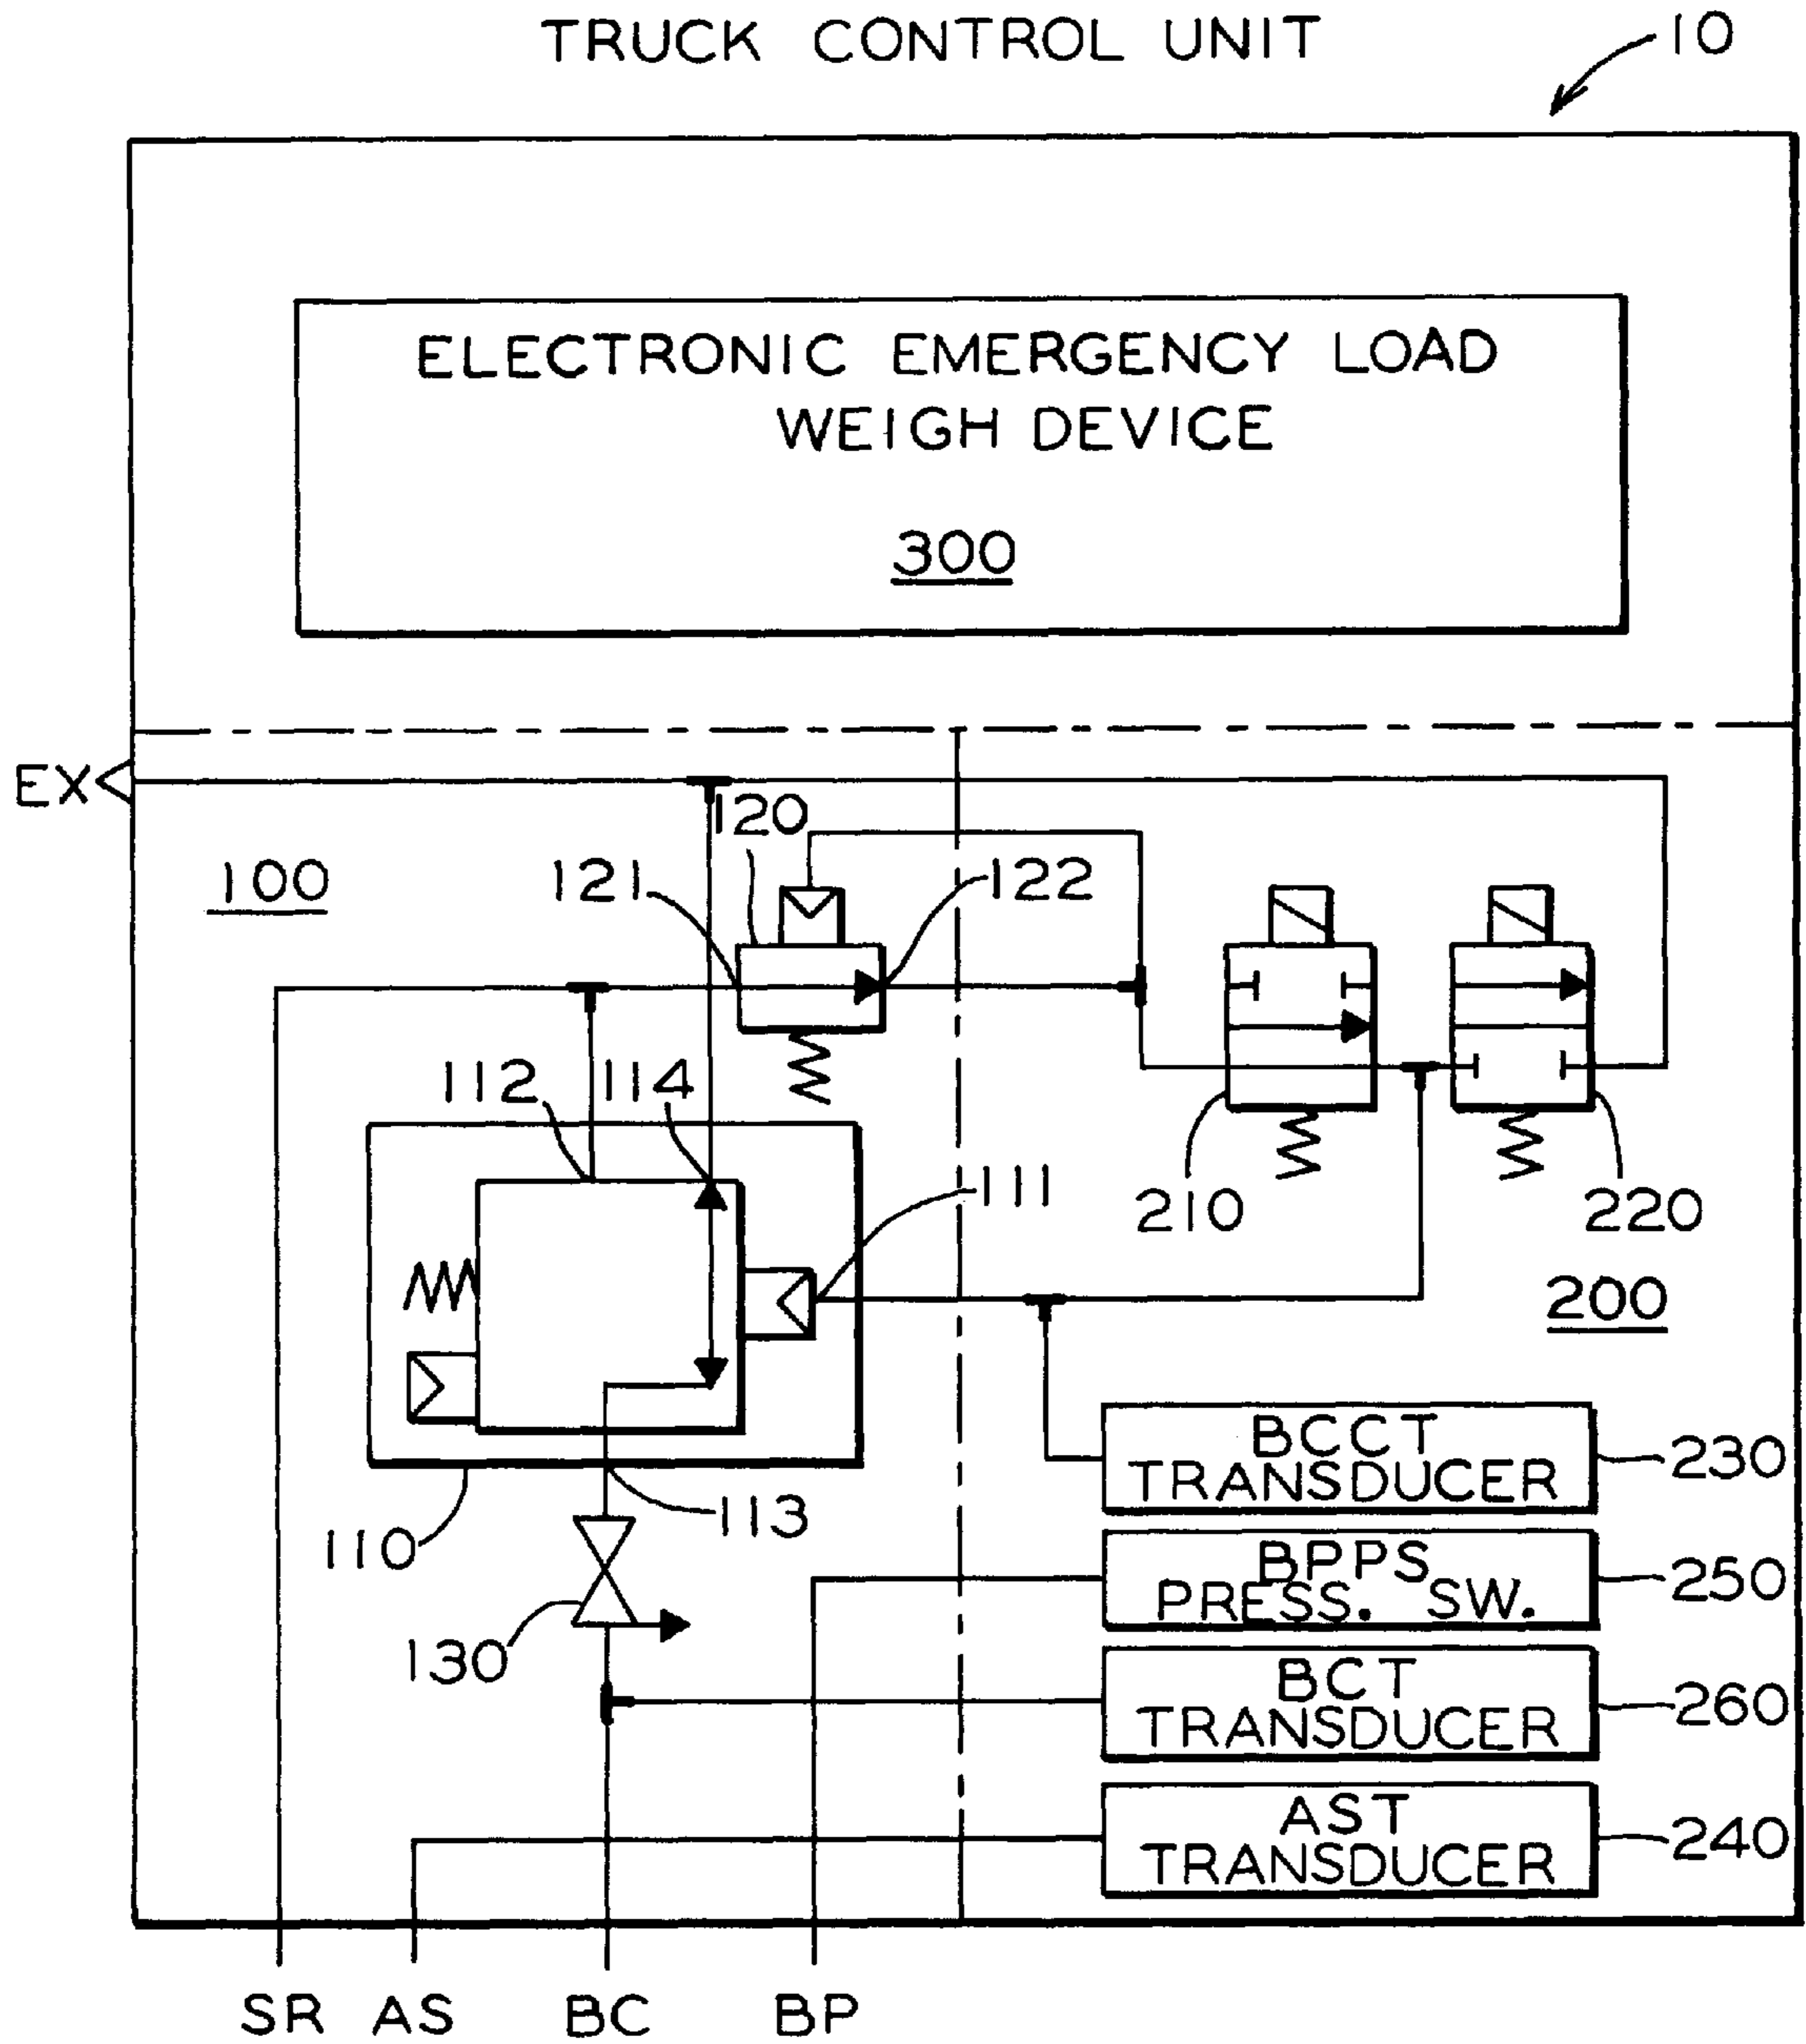 TRUCK CONTROL UNIT
10
ELECTRONIC EMERGENCY LOAD
WEIGH DEVICE
300
EX
120
100
121
122
112
114
111
210
220
200
BCCT
TRANSDUCER
230
113
110
BPPS
PRESS. SW.
250
130
BCT
TRANSDUCER
260
AST
TRANSDUCER
240
SR
AS
BC
BP